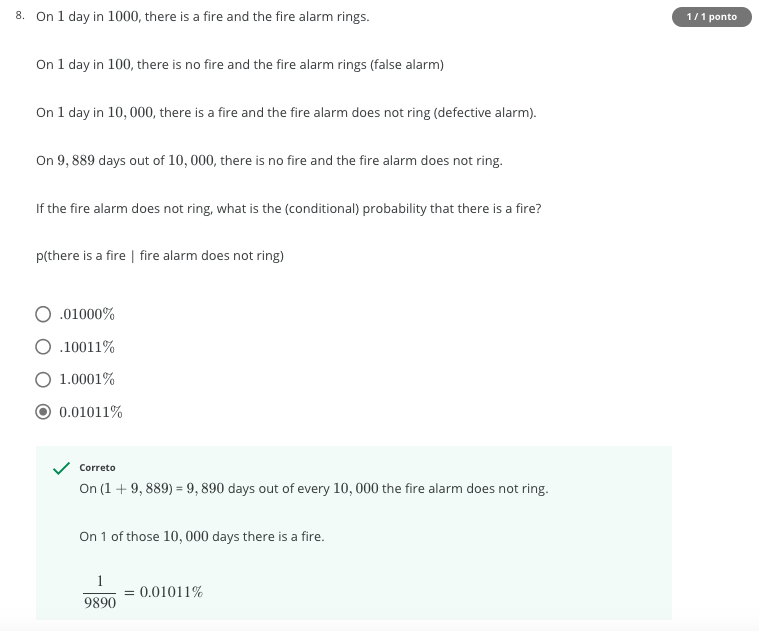 8. On 1 day in 1000, there is a fire and the fire alarm rings.
1 / 1 ponto
On 1 day in 100, there is no fire and the fire alarm rings (false alarm)
On 1 day in 10, 000, there is a fire and the fire alarm does not ring (defective alarm).
On 9, 889 days out of 10, 000, there is no fire and the fire alarm does not ring.
If the fire alarm does not ring, what is the (conditional) probability that there is a fire?
p(there is a fire | fire alarm does not ring)
.01000%
.10011%
1.0001%
0.01011%
Correto
On (1 + 9, 889) = 9, 890 days out of every 10, 000 the fire alarm does not ring.
On 1 of those 10, 000 days there is a fire.
1
9890
= 0.01011%